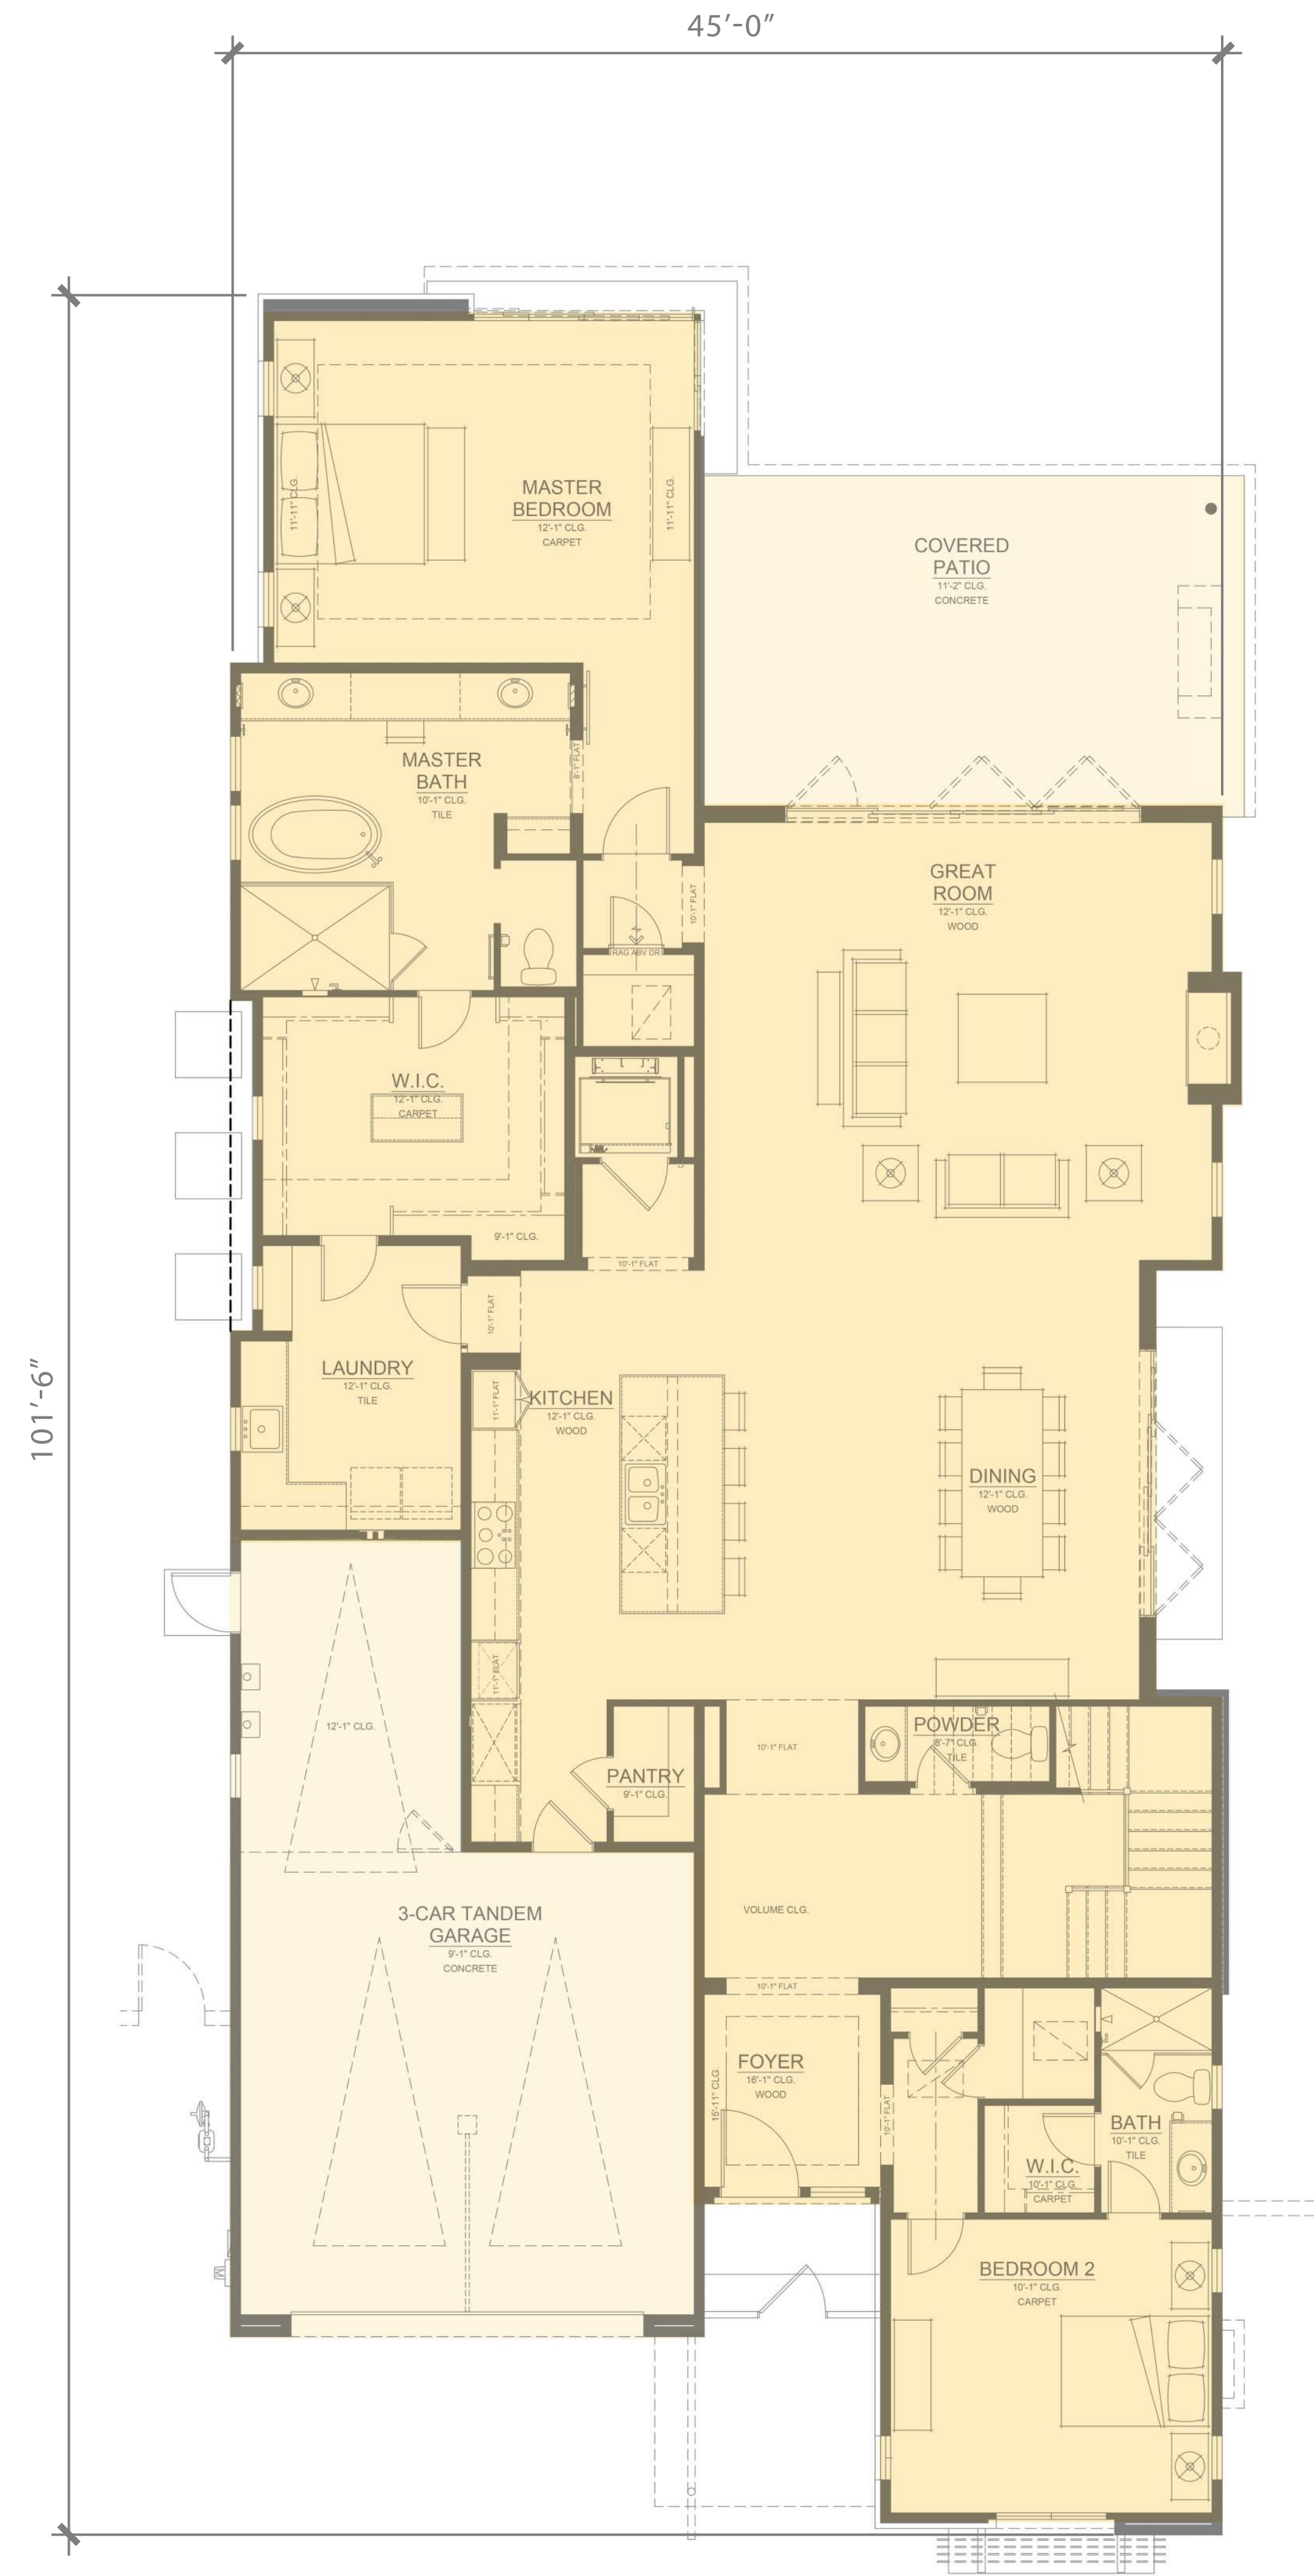 45'-0"
101'-6"
MASTER
BEDROOM
12'-1" CLG.
CARPET
11'-11" CLG.
11'-11" CLG.
COVERED
PATIO
11'-2" CLG.
CONCRETE
MASTER
BATH
10'-1" CLG.
TILE
8'-1" FLAT
GREAT
ROOM
12'-1" CLG.
WOOD
10'-1" FLAT
W.I.C.
12'-1" CLG.
CARPET
9'-1" CLG.
10'-1" FLAT
10'-1" FLAT
LAUNDRY
12'-1" CLG.
TILE
11'-1" FLAT
KITCHEN
12'-1" CLG.
WOOD
DINING
12'-1" CLG.
WOOD
11'-1" FLAT
12'-1" CLG.
10'-1" FLAT
POWDER
8'-7" CLG.
TILE
PANTRY
9'-1" CLG.
3-CAR TANDEM
GARAGE
9'-1" CLG.
CONCRETE
VOLUME CLG.
10'-1" FLAT
FOYER
16'-1" CLG.
WOOD
15'-11" CLG.
10'-1" FLAT
BATH
10'-1" CLG.
TILE
W.I.C.
10'-1" CLG.
CARPET
BEDROOM 2
10'-1" CLG.
CARPET